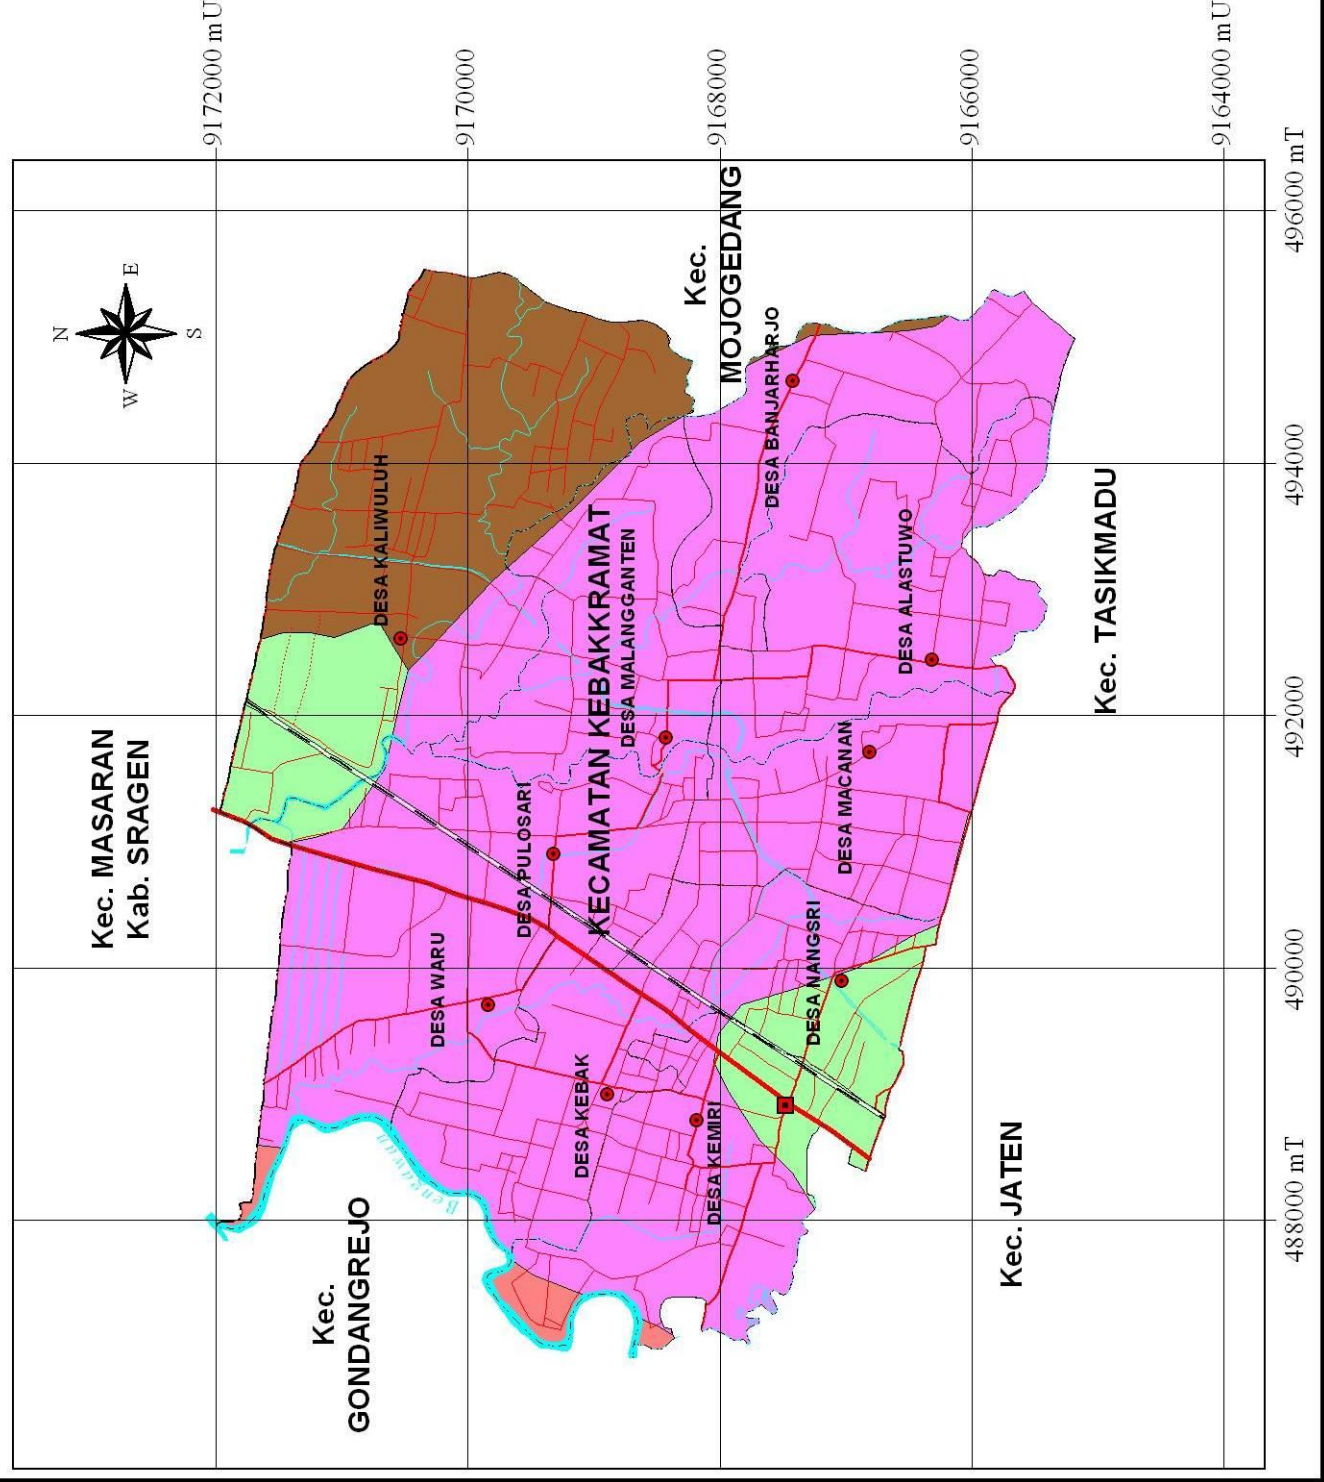 N
W
E
S
Kec. MASARAN
Kab. SRAGEN
9172000 mU
9170000
9168000
9166000
9164000 mU
Kec.
GONDANGREJO
DESA KALIWULUH
DESA WARU
Bengawan
DESA PULOSARI
DESA KEBAK
KECAMATAN KEBAKKRAMAT
DESA MALANGGANTEN
Kec.
MOJOGEDANG
DESA KEMIRI
DESA BANJARHARJO
DESA NANGSRI
DESA MACANAN
DESA ALASTUWO
Kec. JATEN
Kec. TASIKMADU
488000 mT
490000
492000
494000
496000 mT